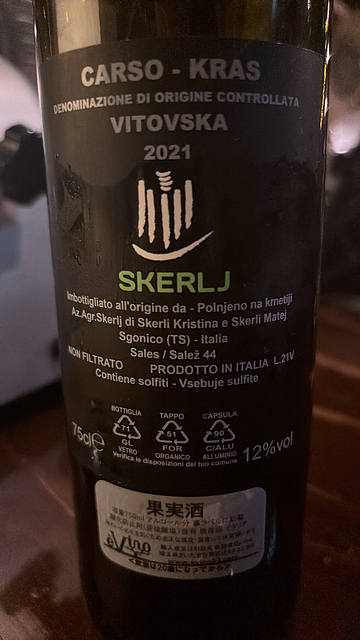 CARSO - KRAS
DENOMINAZIONE DI ORIGINE CONTROLLATA
VITOVSKA
2021
SKERLJ
Imbottigliato all'origine da - Polnjeno na kmetiji
Az.Agr.Skerlj di Skerli Kristina e Skerli Matej
Sgonico (TS) - Italia
Sales / Salež 44
NON FILTRATO PRODOTTO IN ITALIA L.21V
Contiene solfiti - Vsebuje sulfite
BOTTIGLIA TAPPO CAPSULA
71 51 90
GL FOR C/ALU
VETRO ORGANICO ALLUMINIO
75cl e Verifica le disposizioni del tuo comune 12%vol
果実酒